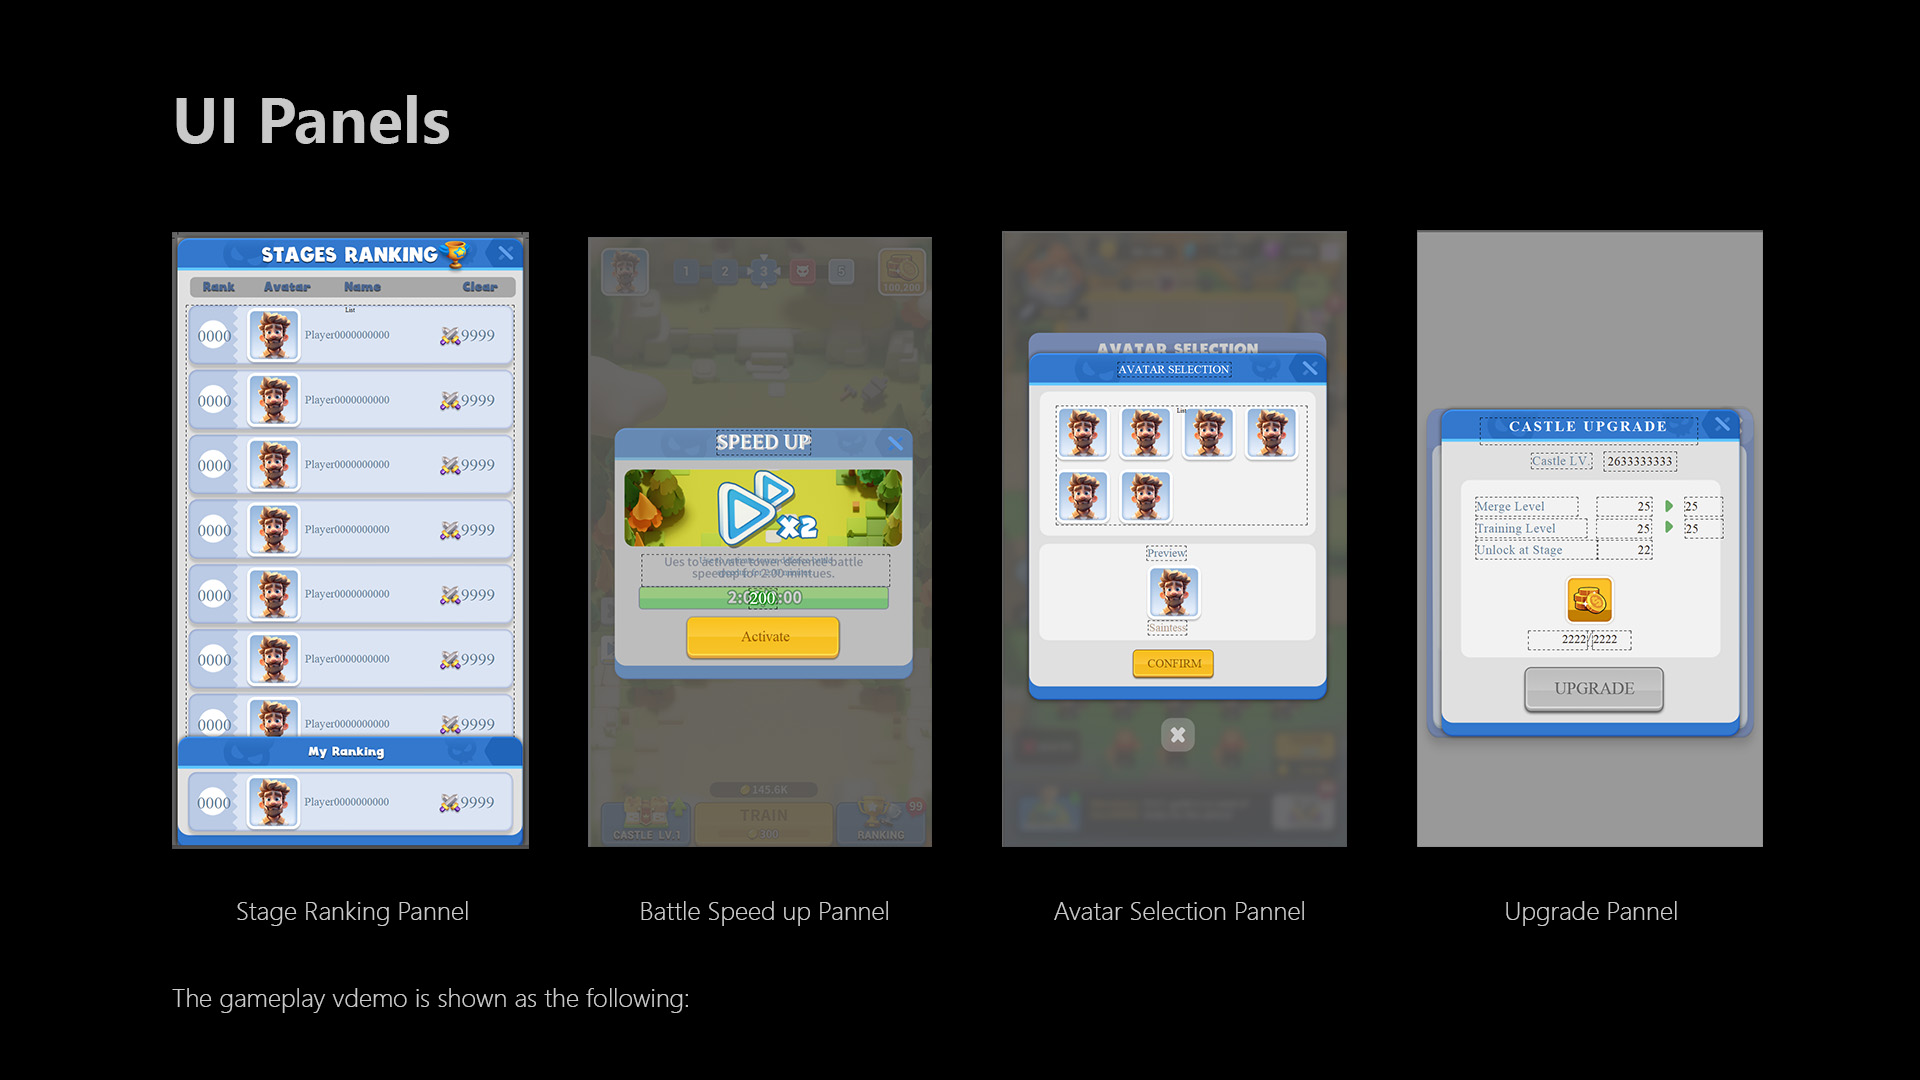 UI Panels
STAGES RANKING
Rank Avatar Name Clear
List
0000 Player0000000000 9999
0000 Player0000000000 9999
0000 Player0000000000 9999
0000 Player0000000000 9999
0000 Player0000000000 9999
0000 Player0000000000 9999
0000 Player0000000000 9999
My Ranking
0000 Player0000000000 9999
1 2 3 5
100,200
SPEED UP
X2
Ues to activate tower defence battle
speedup for 2:00 mintues.
200
Activate
145.6K
TRAIN
300
CASTLE: LV.1
99
RANKING
AVATAR SELECTION
AVATAR SELECTION
List
Preview
Saintess
CONFIRM
CASTLE UPGRADE
Castle LV. 2633333333
Merge Level 25 25
Training Level 25 25
Unlock at Stage 22
2222/2222
UPGRADE
Stage Ranking Pannel
Battle Speed up Pannel
Avatar Selection Pannel
Upgrade Pannel
The gameplay vdemo is shown as the following: